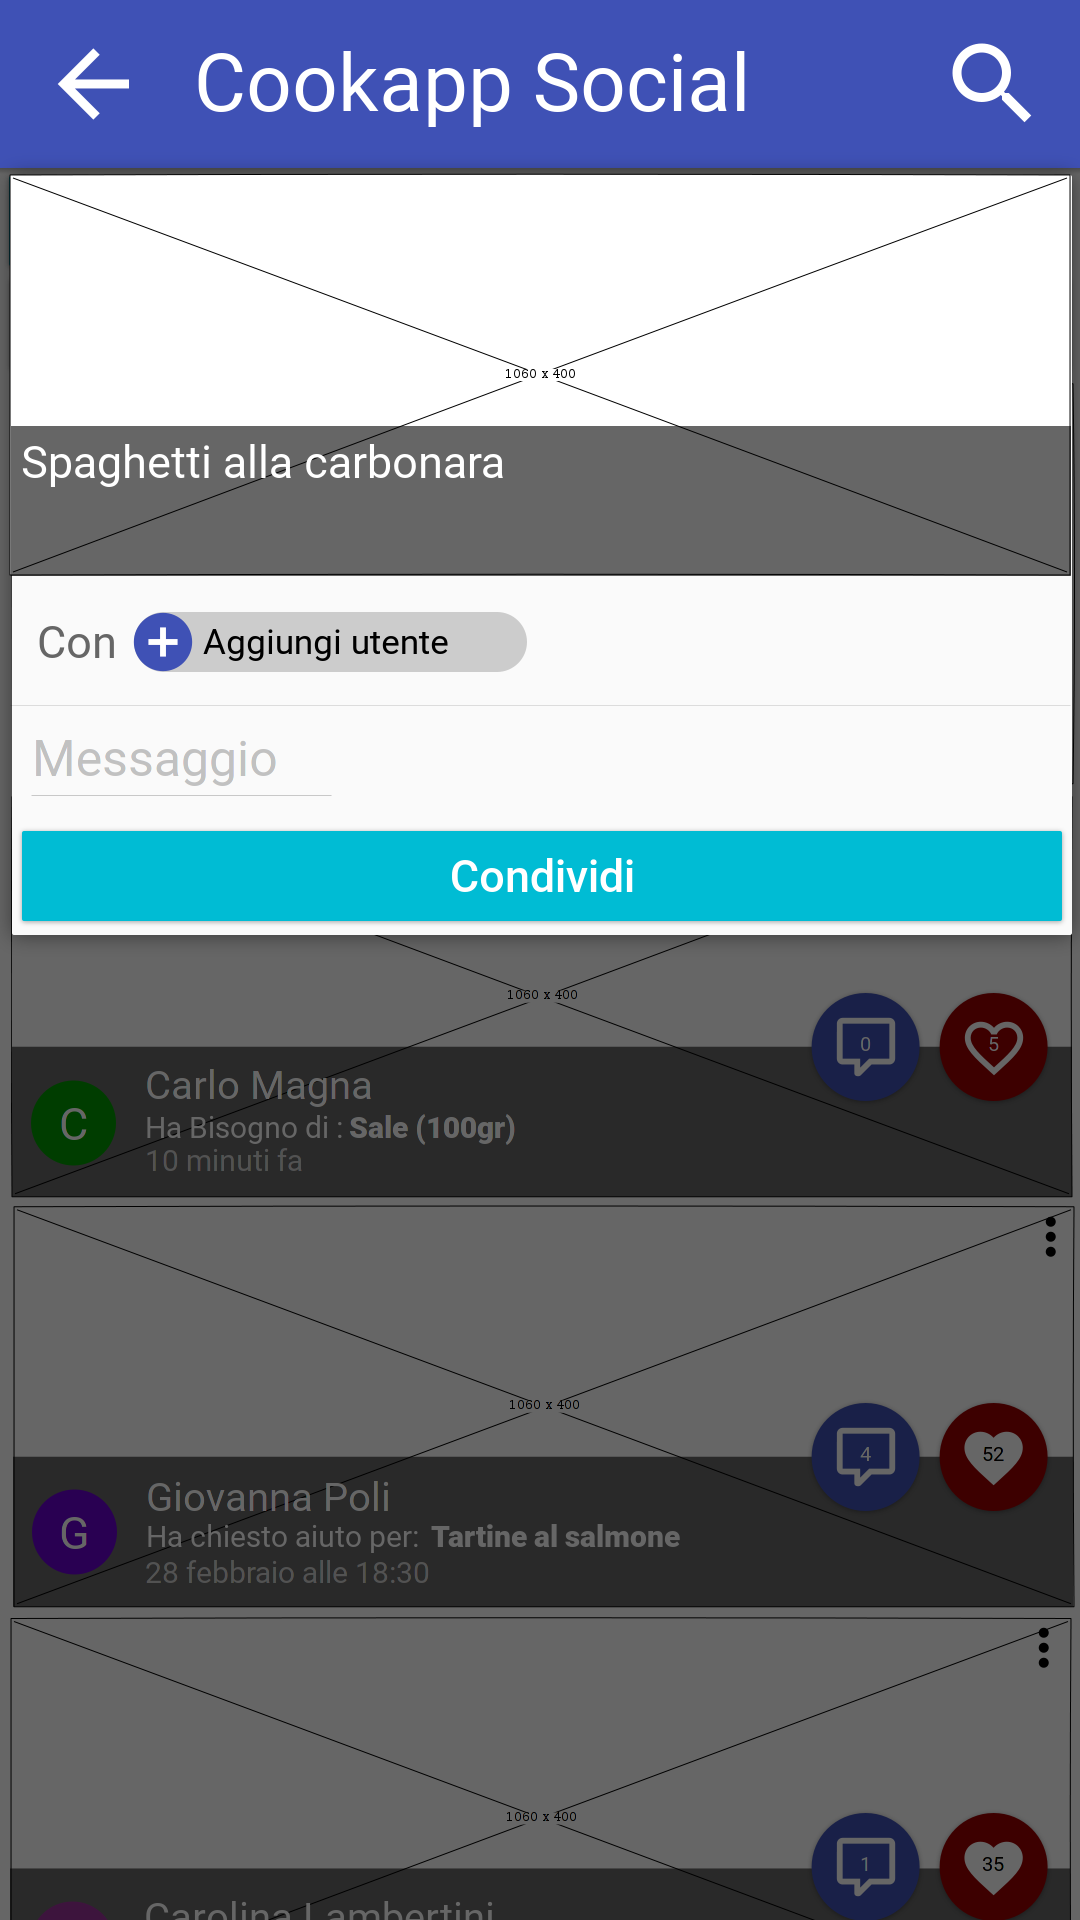 Cookapp Social
1060 x 400
Spaghetti alla carbonara
Con
Aggiungi utente
Messaggio
Condividi
1060 x 400
0
5
C
Carlo Magna
Ha Bisogno di : Sale (100gr)
10 minuti fa
1060 x 400
4
52
G
Giovanna Poli
Ha chiesto aiuto per: Tartine al salmone
28 febbraio alle 18:30
1060 x 400
1
35
Carolina Lambertini